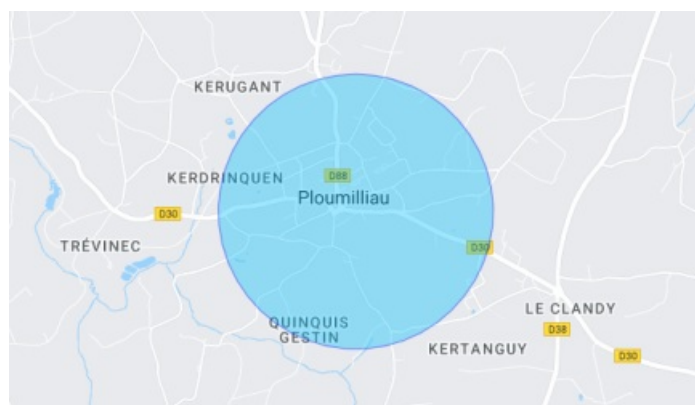 KERUGANT
D88
KERDRINQUEN
Ploumilliau
D30
TRÉVINEC
D30
LE CLANDY
QUINQUIS
GESTIN
D38
KERTANGUY
D30